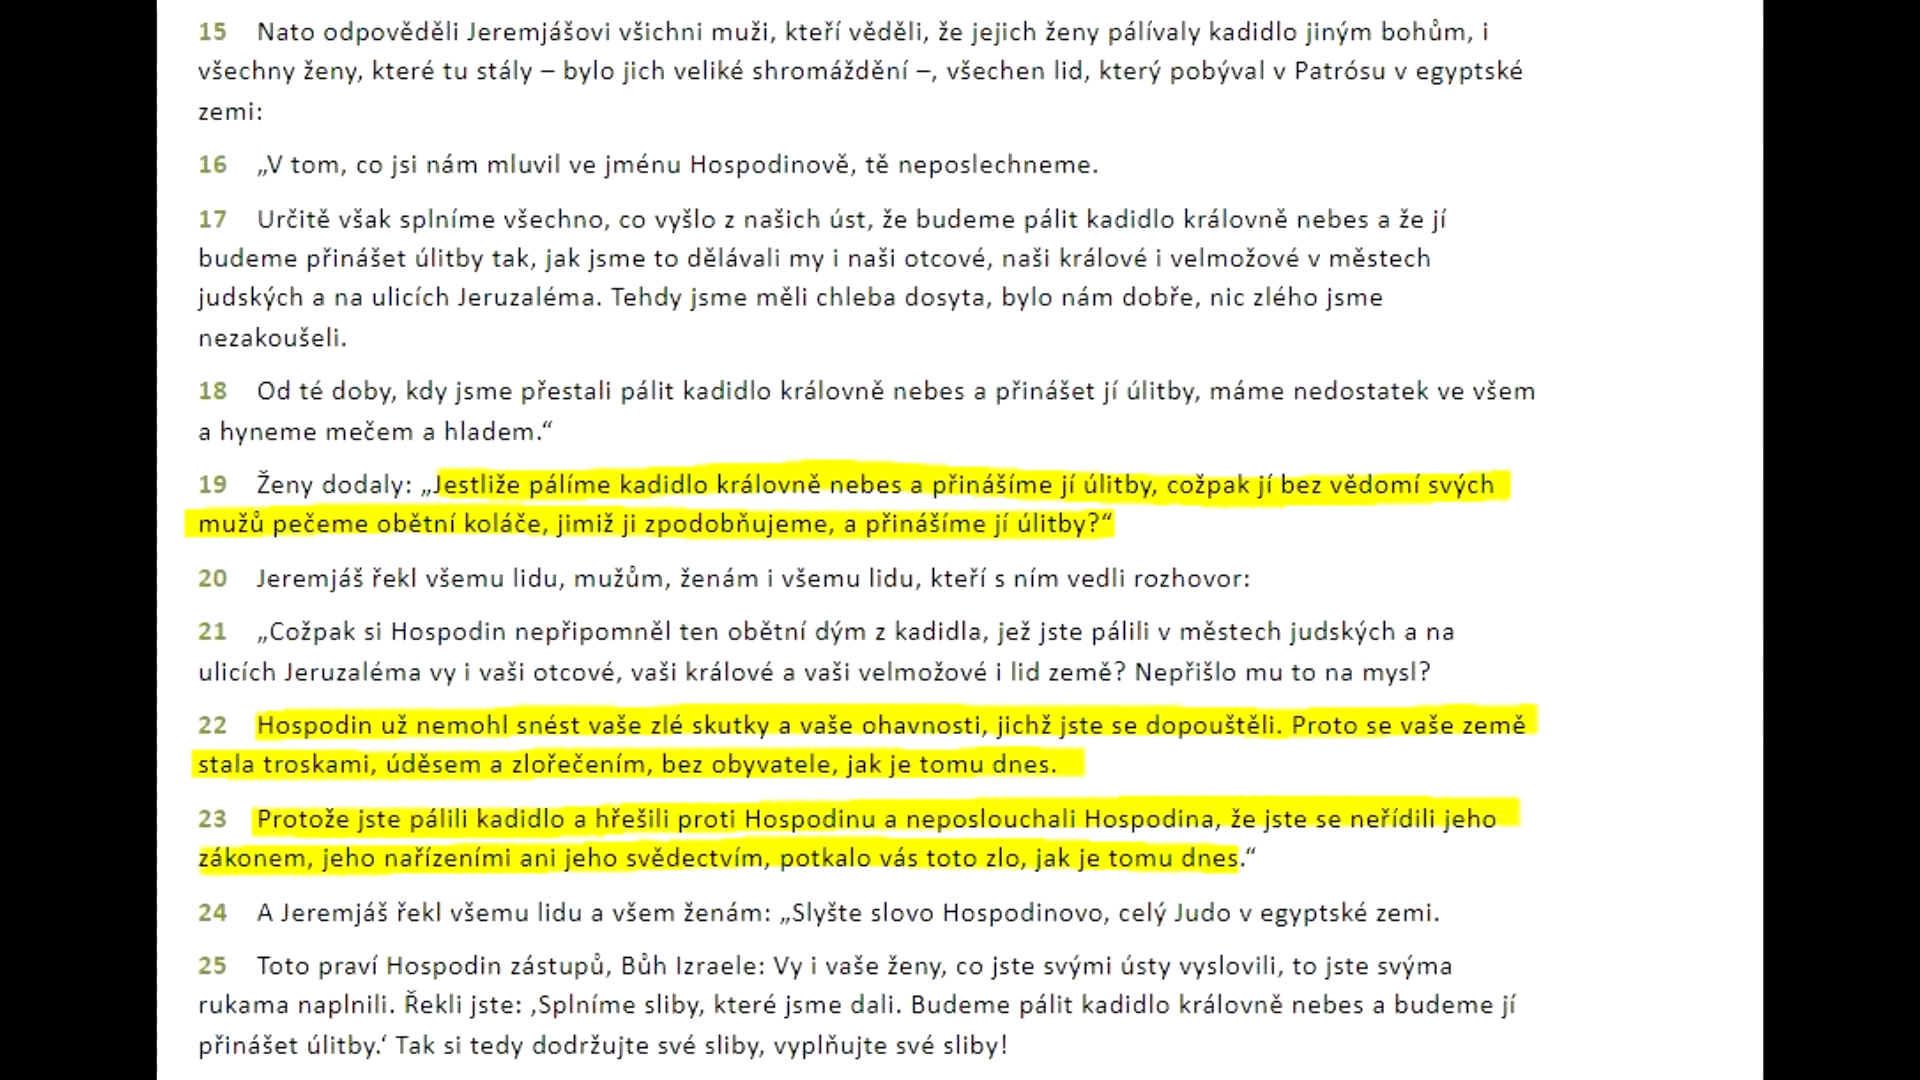 15 Nato odpověděli Jeremjášovi všichni muži, kteří věděli, že jejich ženy pálívaly kadidlo jiným bohům, i
všechny ženy, které tu stály – bylo jich veliké shromáždění –, všechen lid, který pobýval v Patrósu v egyptské
zemi:
16 „V tom, co jsi nám mluvil ve jménu Hospodinově, tě neposlechneme.
17 Určitě však splníme všechno, co vyšlo z našich úst, že budeme pálit kadidlo královně nebes a že jí
budeme přinášet úlitby tak, jak jsme to dělávali my i naši otcové, naši králové i velmožové v městech
judských a na ulicích Jeruzaléma. Tehdy jsme měli chleba dosyta, bylo nám dobře, nic zlého jsme
nezakoušeli.
18 Od té doby, kdy jsme přestali pálit kadidlo královně nebes a přinášet jí úlitby, máme nedostatek ve všem
a hyneme mečem a hladem.“
19 Ženy dodaly: „Jestliže pálíme kadidlo královně nebes a přinášíme jí úlitby, cožpak jí bez vědomí svých
mužů pečeme obětní koláče, jimiž ji zpodobňujeme, a přinášíme jí úlitby?“
20 Jeremjáš řekl všemu lidu, mužům, ženám i všemu lidu, kteří s ním vedli rozhovor:
21 „Cožpak si Hospodin nepřipomněl ten obětní dým z kadidla, jež jste pálili v městech judských a na
ulicích Jeruzaléma vy i vaši otcové, vaši králové a vaši velmožové i lid země? Nepřišlo mu to na mysl?
22 Hospodin už nemohl snést vaše zlé skutky a vaše ohavnosti, jichž jste se dopouštěli. Proto se vaše země
stala troskami, úděsem a zlořečením, bez obyvatele, jak je tomu dnes.
23 Protože jste pálili kadidlo a hřešili proti Hospodinu a neposlouchali Hospodina, že jste se neřídili jeho
zákonem, jeho nařízeními ani jeho svědectvím, potkalo vás toto zlo, jak je tomu dnes.“
24 A Jeremjáš řekl všemu lidu a všem ženám: „Slyšte slovo Hospodinovo, celý Judo v egyptské zemi.
25 Toto praví Hospodin zástupů, Bůh Izraele: Vy i vaše ženy, co jste svými ústy vyslovili, to jste svýma
rukama naplnili. Řekli jste: ‚Splníme sliby, které jsme dali. Budeme pálit kadidlo královně nebes a budeme jí
přinášet úlitby.‘ Tak si tedy dodržujte své sliby, vyplňujte své sliby!